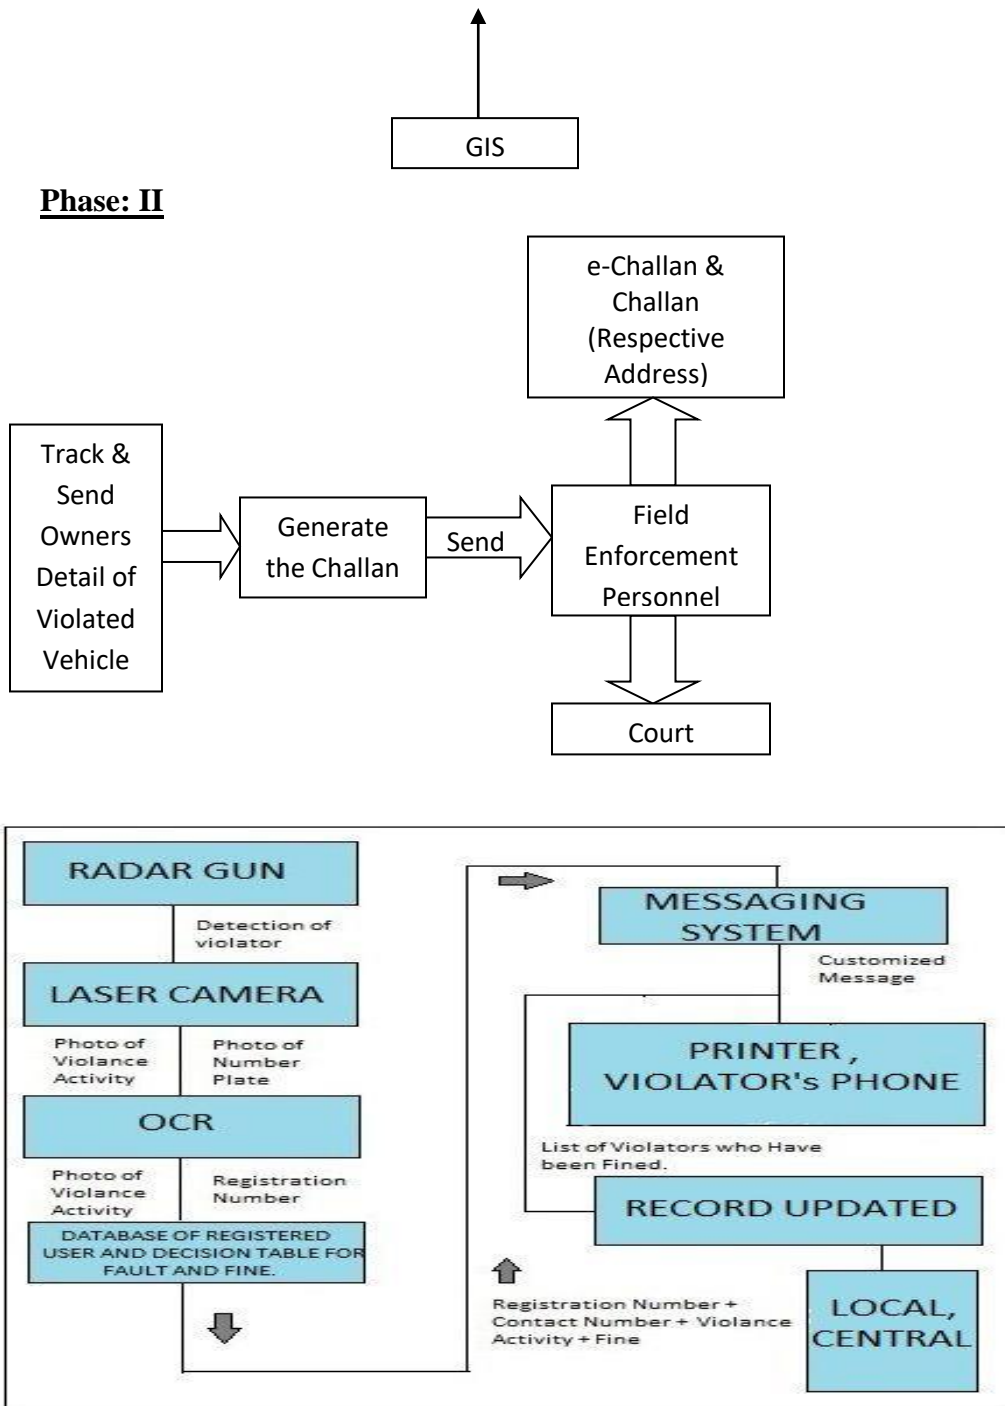 GIS
Phase: II
e-Challan &
Challan
(Respective
Address)
Track &
Send
Owners
Detail of
Violated
Vehicle
Generate
the Challan
Send
Field
Enforcement
Personnel
Court
RADAR GUN
Detection of
violator
LASER CAMERA
Photo of
Violance
Activity
Photo of
Number
Plate
OCR
Photo of
Violance
Activity
Registration
Number
DATABASE OF REGISTERED
USER AND DECISION TABLE FOR
FAULT AND FINE.
MESSAGING
SYSTEM
Customized
Message
PRINTER ,
VIOLATOR's PHONE
List of Violators who Have
been Fined.
RECORD UPDATED
Registration Number +
Contact Number + Violance
Activity + Fine
LOCAL,
CENTRAL